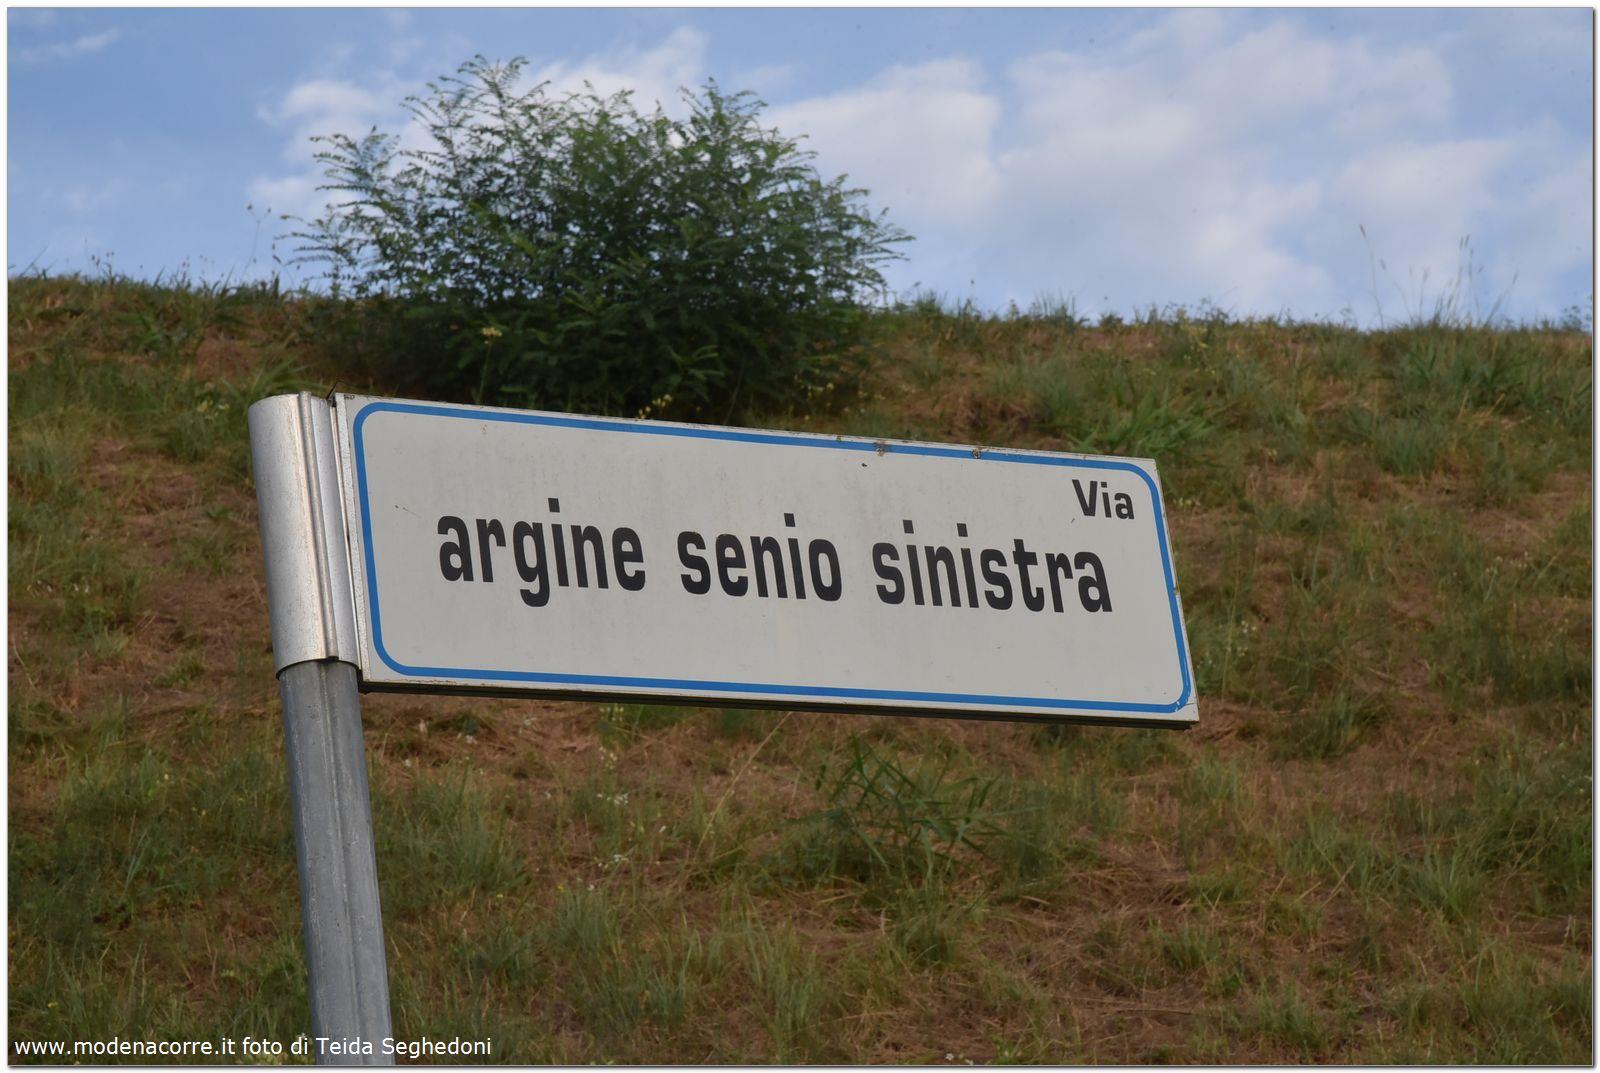 Via
argine senio sinistra
www.modenacorre.it foto di Teida Seghedoni